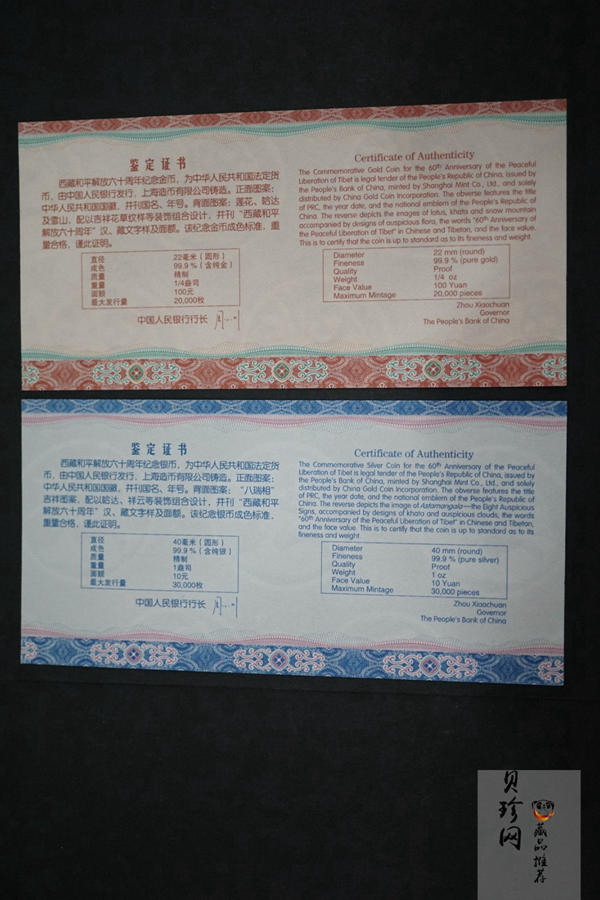 鉴定证书
西藏和平解放六十周年纪念金币，为中华人民共和国法定货
币，由中国人民银行发行，上海造币有限公司铸造。正面图案：
中华人民共和国国徽，并刊国名、年号。背面图案：莲花、哈达
及雪山，配以吉祥花草纹样等装饰组合设计，并刊“西藏和平
解放六十周年”汉、藏文字样及面额。该纪念金币成色标准，重
量合格，谨此证明。
直径 22毫米（圆形）
成色 99.9％（含纯金）
质量 精制
重量 1/4盎司
面额 100元
最大发行量 20,000枚
中国人民银行行长
Certificate of Authenticity
The Commemorative Gold Coin for the 60th Anniversary of the Peaceful
Liberation of Tibet is legal tender of the People's Republic of China, issued by
the People's Bank of China, minted by Shanghai Mint Co., Ltd., and solely
distributed by China Gold Coin Incorporation. The obverse features the title
of PRC, the year date, and the national emblem of the People's Republic of
China. The reverse depicts the images of lotus, khata and snow mountain
accompanied by designs of auspicious flora, the words "60th Anniversary of
the Peaceful Liberation of Tibet" in Chinese and Tibetan, and the face value.
This is to certify that the coin is up to standard as to its fineness and weight.
Diameter 22 mm (round)
Fineness 99.9 % (pure gold)
Quality Proof
Weight 1/4 oz
Face Value 100 Yuan
Maximum Mintage 20,000 pieces
Zhou Xiaochuan
Governor
The People's Bank of China
鉴定证书
西藏和平解放六十周年纪念银币，为中华人民共和国法定货
币，由中国人民银行发行，上海造币有限公司铸造。正面图案：
中华人民共和国国徽，并刊国名、年号。背面图案：“八瑞相”
吉祥图案，配以哈达、祥云等装饰组合设计，并刊“西藏和平
解放六十周年”汉、藏文字样及面额。该纪念银币成色标准，
重量合格，谨此证明。
直径 40毫米（圆形）
成色 99.9％（含纯银）
质量 精制
重量 1盎司
面额 10元
最大发行量 30,000枚
中国人民银行行长
Certificate of Authenticity
The Commemorative Silver Coin for the 60th Anniversary of the Peaceful
Liberation of Tibet is legal tender of the People's Republic of China, issued by
the People's Bank of China, minted by Shanghai Mint Co., Ltd., and solely
distributed by China Gold Coin Incorporation. The obverse features the title
of PRC, the year date, and the national emblem of the People's Republic of
China. The reverse depicts the image of Astamangala—the Eight Auspicious
Signs, accompanied by designs of khata and auspicious clouds, the words
"60th Anniversary of the Peaceful Liberation of Tibet" in Chinese and Tibetan,
and the face value. This is to certify that the coin is up to standard as to its
fineness and weight.
Diameter 40 mm (round)
Fineness 99.9 % (pure silver)
Quality Proof
Weight 1 oz
Face Value 10 Yuan
Maximum Mintage 30,000 pieces
Zhou Xiaochuan
Governor
The People's Bank of China
贝珍网
藏品推荐